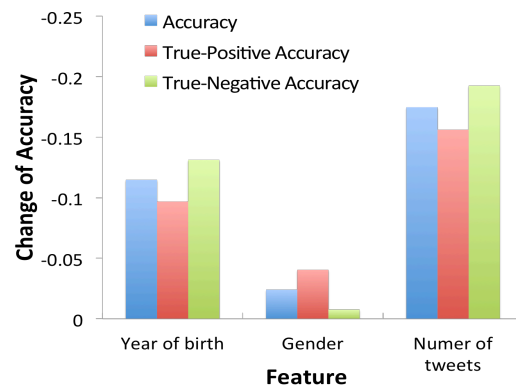 -0.25
Accuracy
-0.2
True-Positive Accuracy
True-Negative Accuracy
-0.15
-0.1
-0.05
0
Change of Accuracy
Year of birth
Gender
Numer of
tweets
Feature